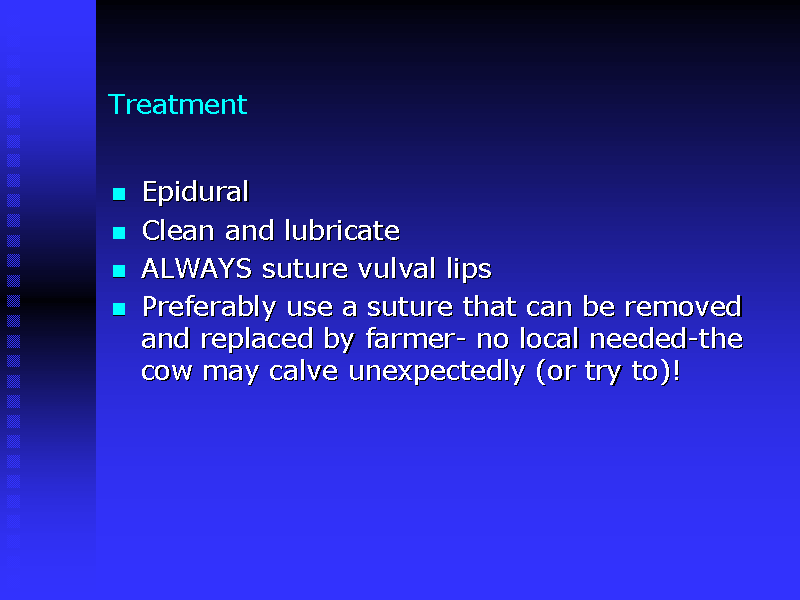 Treatment
Epidural
Clean and lubricate
ALWAYS suture vulval lips
Preferably use a suture that can be removed
and replaced by farmer- no local needed-the
cow may calve unexpectedly (or try to)!